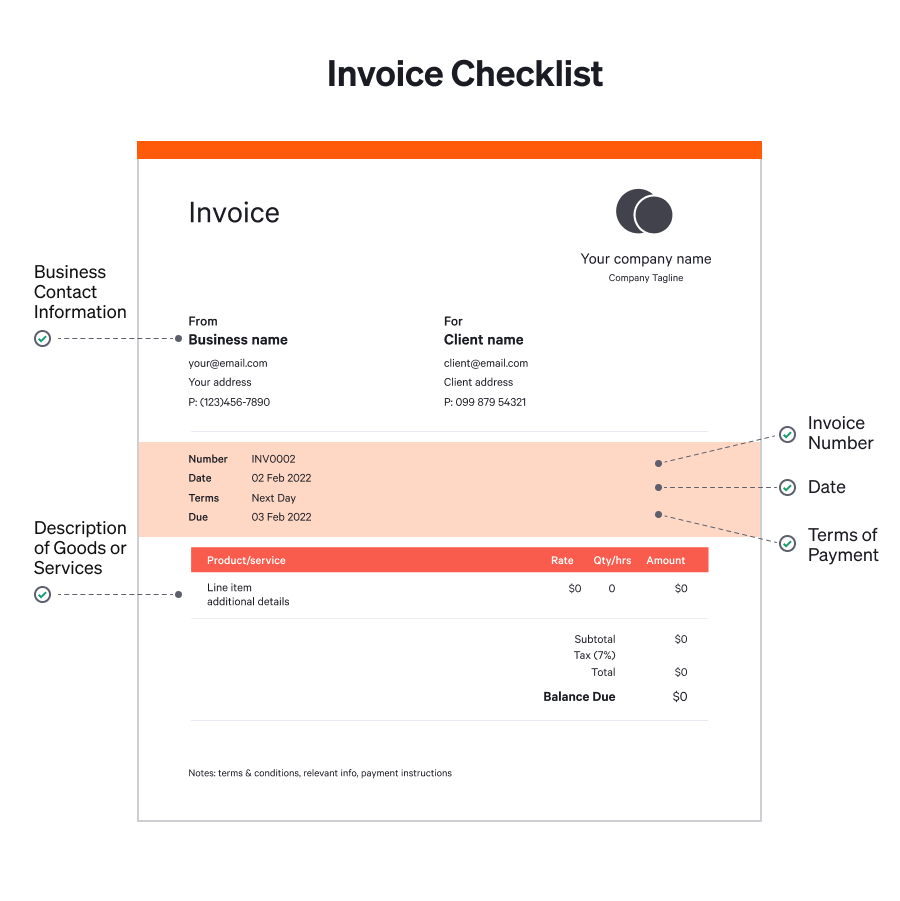 Invoice Checklist
Invoice
Your company name
Company Tagline
Business
Contact
Information
From
Business name
your@email.com
Your address
P: (123)456-7890
For
Client name
client@email.com
Client address
P: 099 879 54321
Number INV0002
Date 02 Feb 2022
Terms Next Day
Due 03 Feb 2022
Invoice
Number
Date
Terms of
Payment
Description
of Goods or
Services
Product/service Rate Qty/hrs Amount
Line item $0 0 $0
additional details
Subtotal $0
Tax (7%)
Total $0
Balance Due $0
Notes: terms & conditions, relevant info, payment instructions